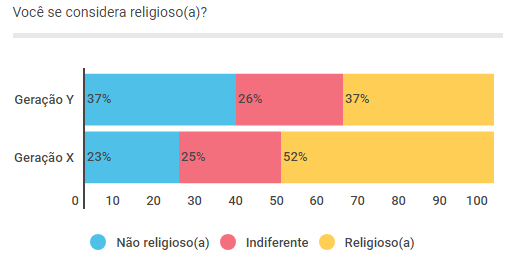 Você se considera religioso(a)?
Geração Y 37% 26% 37%
Geração X 23% 25% 52%
0 10 20 30 40 50 60 70 80 90 100
Não religioso(a) Indiferente Religioso(a)